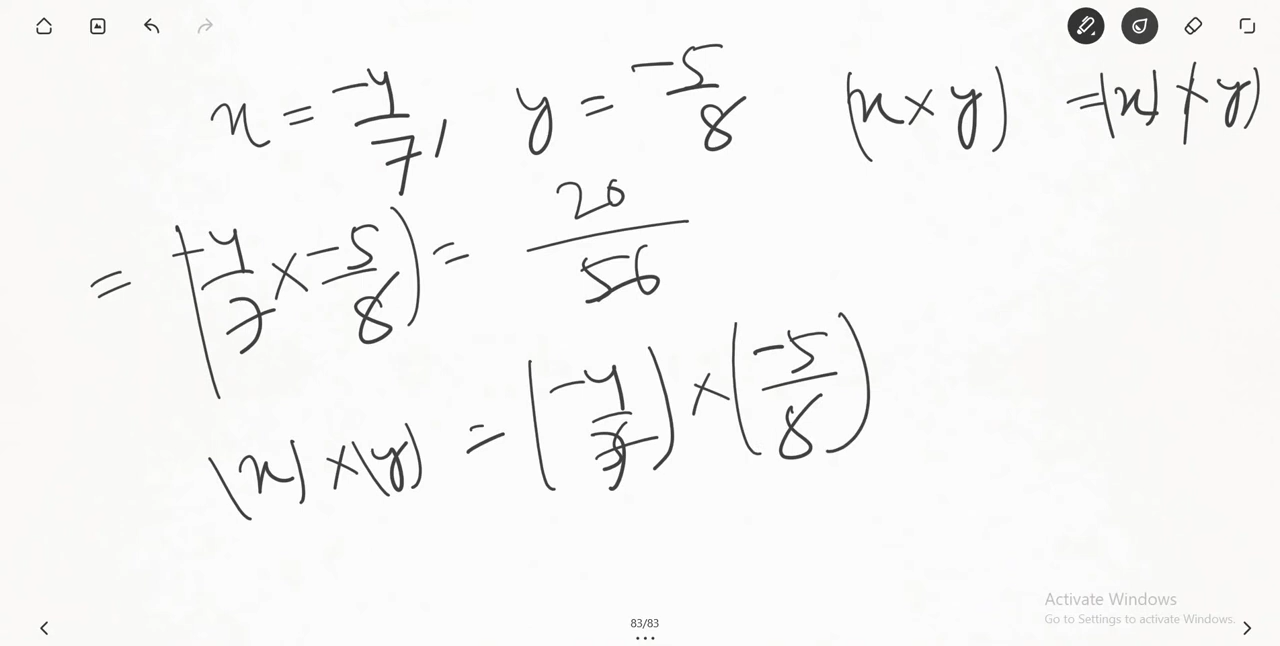 x = -4/7, y = -5/8 |x × y| = |x| × |y|
= |-4/7 × -5/8| = 20/56
|x| × |y| = |-4/7| × |-5/8|
Activate Windows
Go to Settings to activate Windows.
83/83